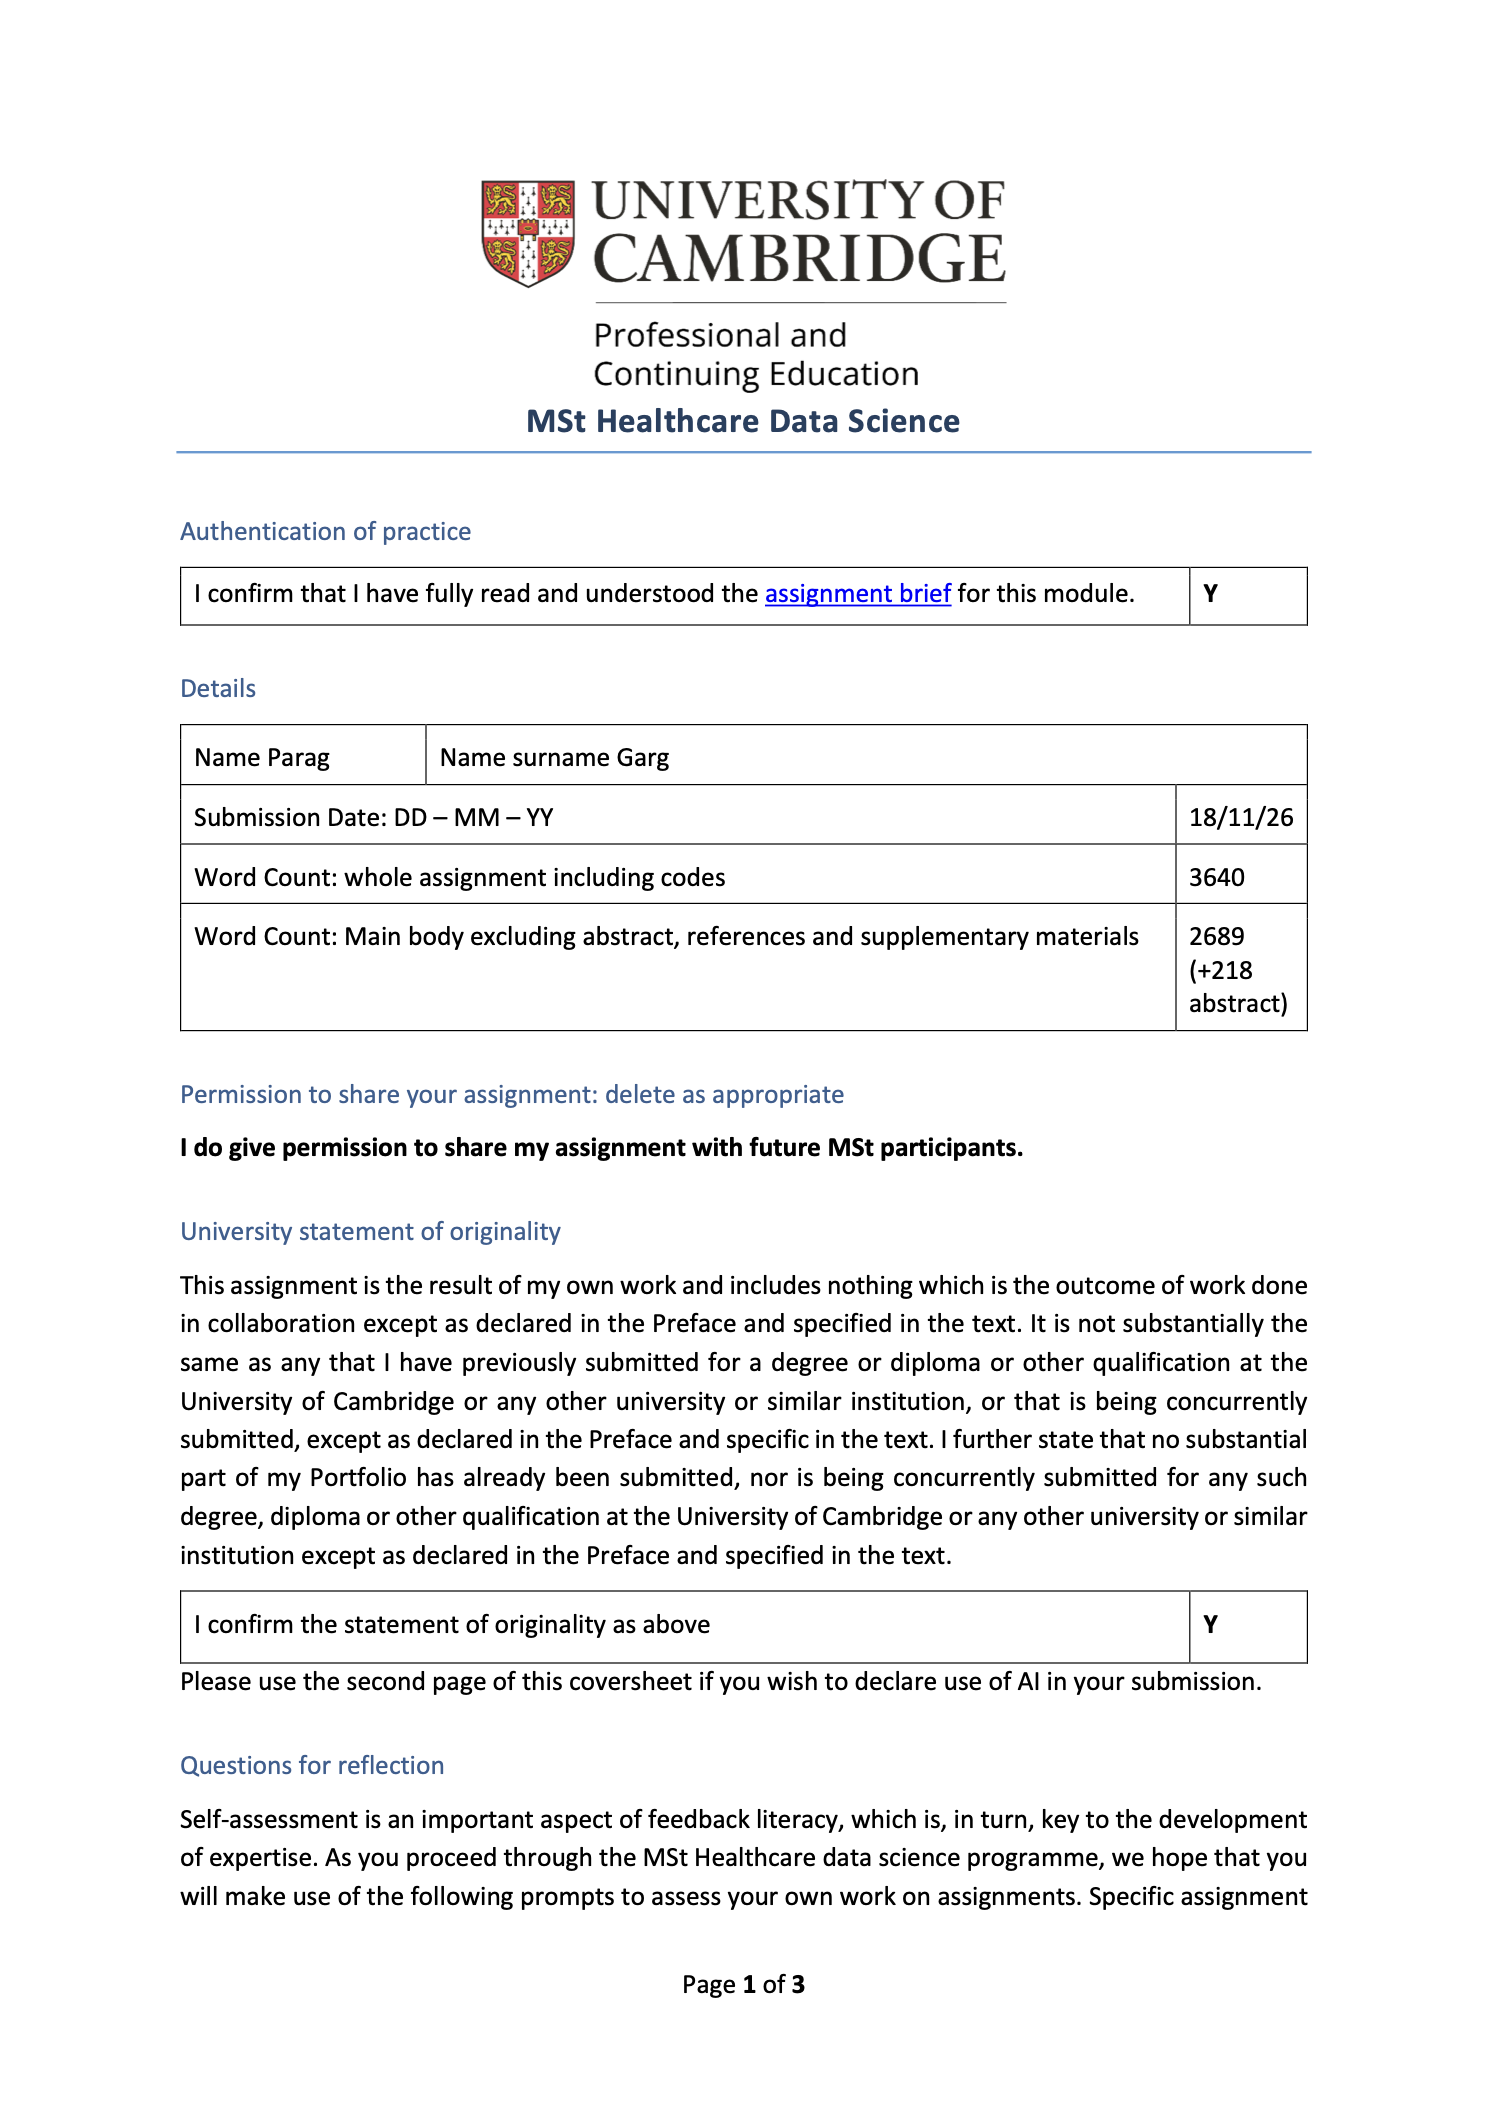 UNIVERSITY OF
CAMBRIDGE
Professional and
Continuing Education
MSt Healthcare Data Science
Authentication of practice
I confirm that I have fully read and understood the assignment brief for this module. Y
Details
Name Parag Name surname Garg
Submission Date: DD – MM – YY 18/11/26
Word Count: whole assignment including codes 3640
Word Count: Main body excluding abstract, references and supplementary materials 2689
(+218
abstract)
Permission to share your assignment: delete as appropriate
I do give permission to share my assignment with future MSt participants.
University statement of originality
This assignment is the result of my own work and includes nothing which is the outcome of work done
in collaboration except as declared in the Preface and specified in the text. It is not substantially the
same as any that I have previously submitted for a degree or diploma or other qualification at the
University of Cambridge or any other university or similar institution, or that is being concurrently
submitted, except as declared in the Preface and specific in the text. I further state that no substantial
part of my Portfolio has already been submitted, nor is being concurrently submitted for any such
degree, diploma or other qualification at the University of Cambridge or any other university or similar
institution except as declared in the Preface and specified in the text.
I confirm the statement of originality as above Y
Please use the second page of this coversheet if you wish to declare use of AI in your submission.
Questions for reflection
Self-assessment is an important aspect of feedback literacy, which is, in turn, key to the development
of expertise. As you proceed through the MSt Healthcare data science programme, we hope that you
will make use of the following prompts to assess your own work on assignments. Specific assignment
Page 1 of 3